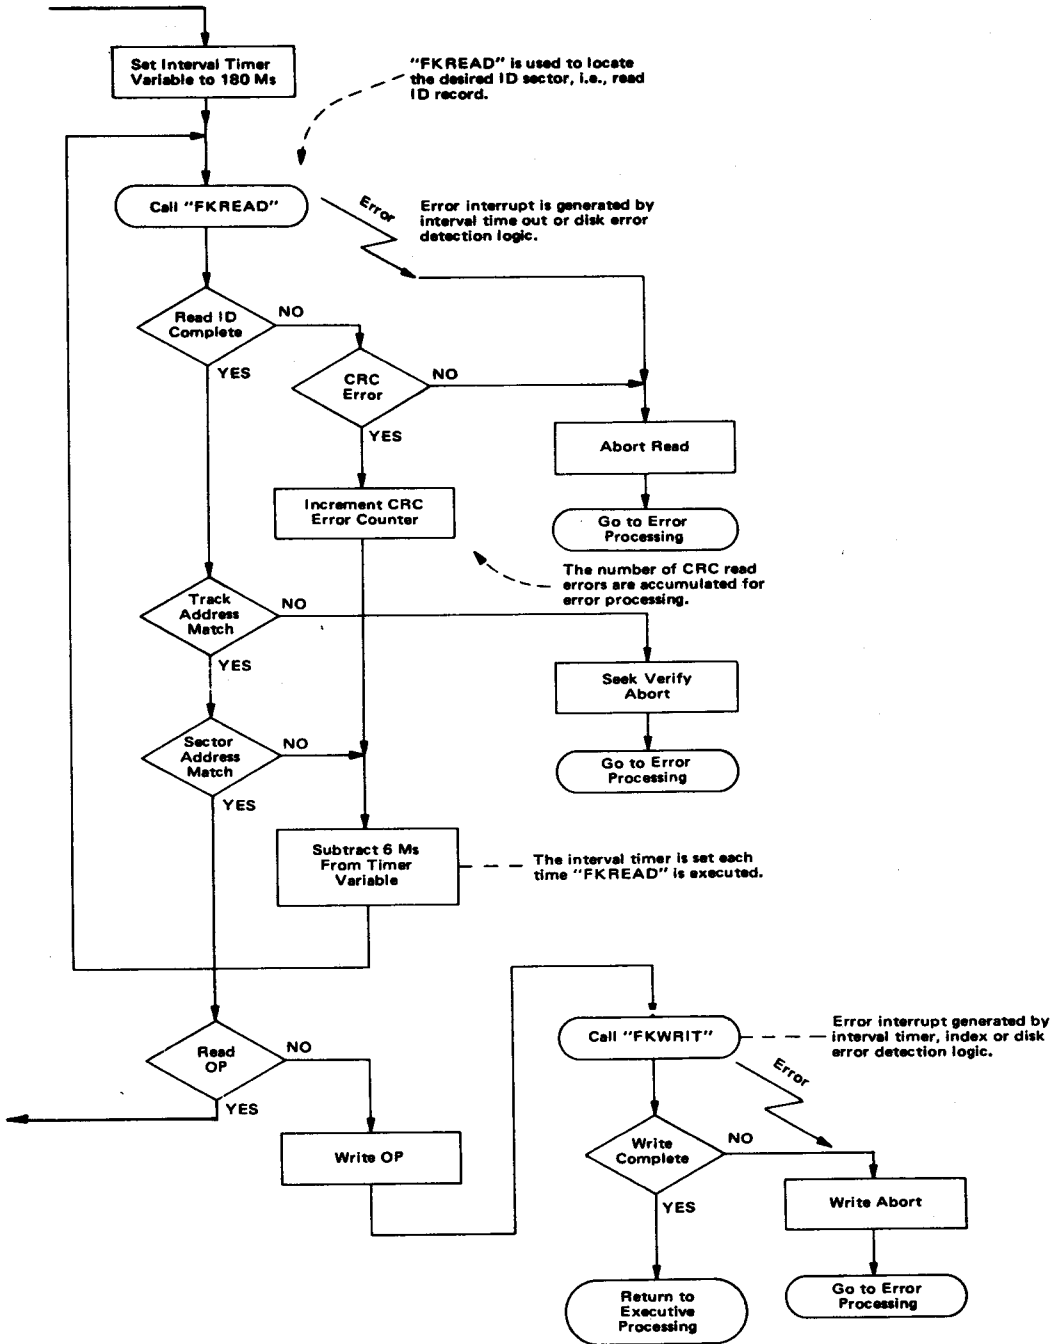 Set Interval Timer
Variable to 180 Ms
"FKREAD" is used to locate
the desired ID sector, i.e., read
ID record.
Call "FKREAD"
Error
Error interrupt is generated by
interval time out or disk error
detection logic.
Read ID
Complete
NO
YES
CRC
Error
NO
YES
Abort Read
Increment CRC
Error Counter
Go to Error
Processing
The number of CRC read
errors are accumulated for
error processing.
Track
Address
Match
NO
YES
Seek Verify
Abort
Sector
Address
Match
NO
YES
Go to Error
Processing
Subtract 6 Ms
From Timer
Variable
The interval timer is set each
time "FKREAD" is executed.
Read
OP
NO
YES
Write OP
Call "FKWRIT"
Error interrupt generated by
interval timer, index or disk
error detection logic.
Error
Write
Complete
NO
YES
Write Abort
Return to
Executive
Processing
Go to Error
Processing